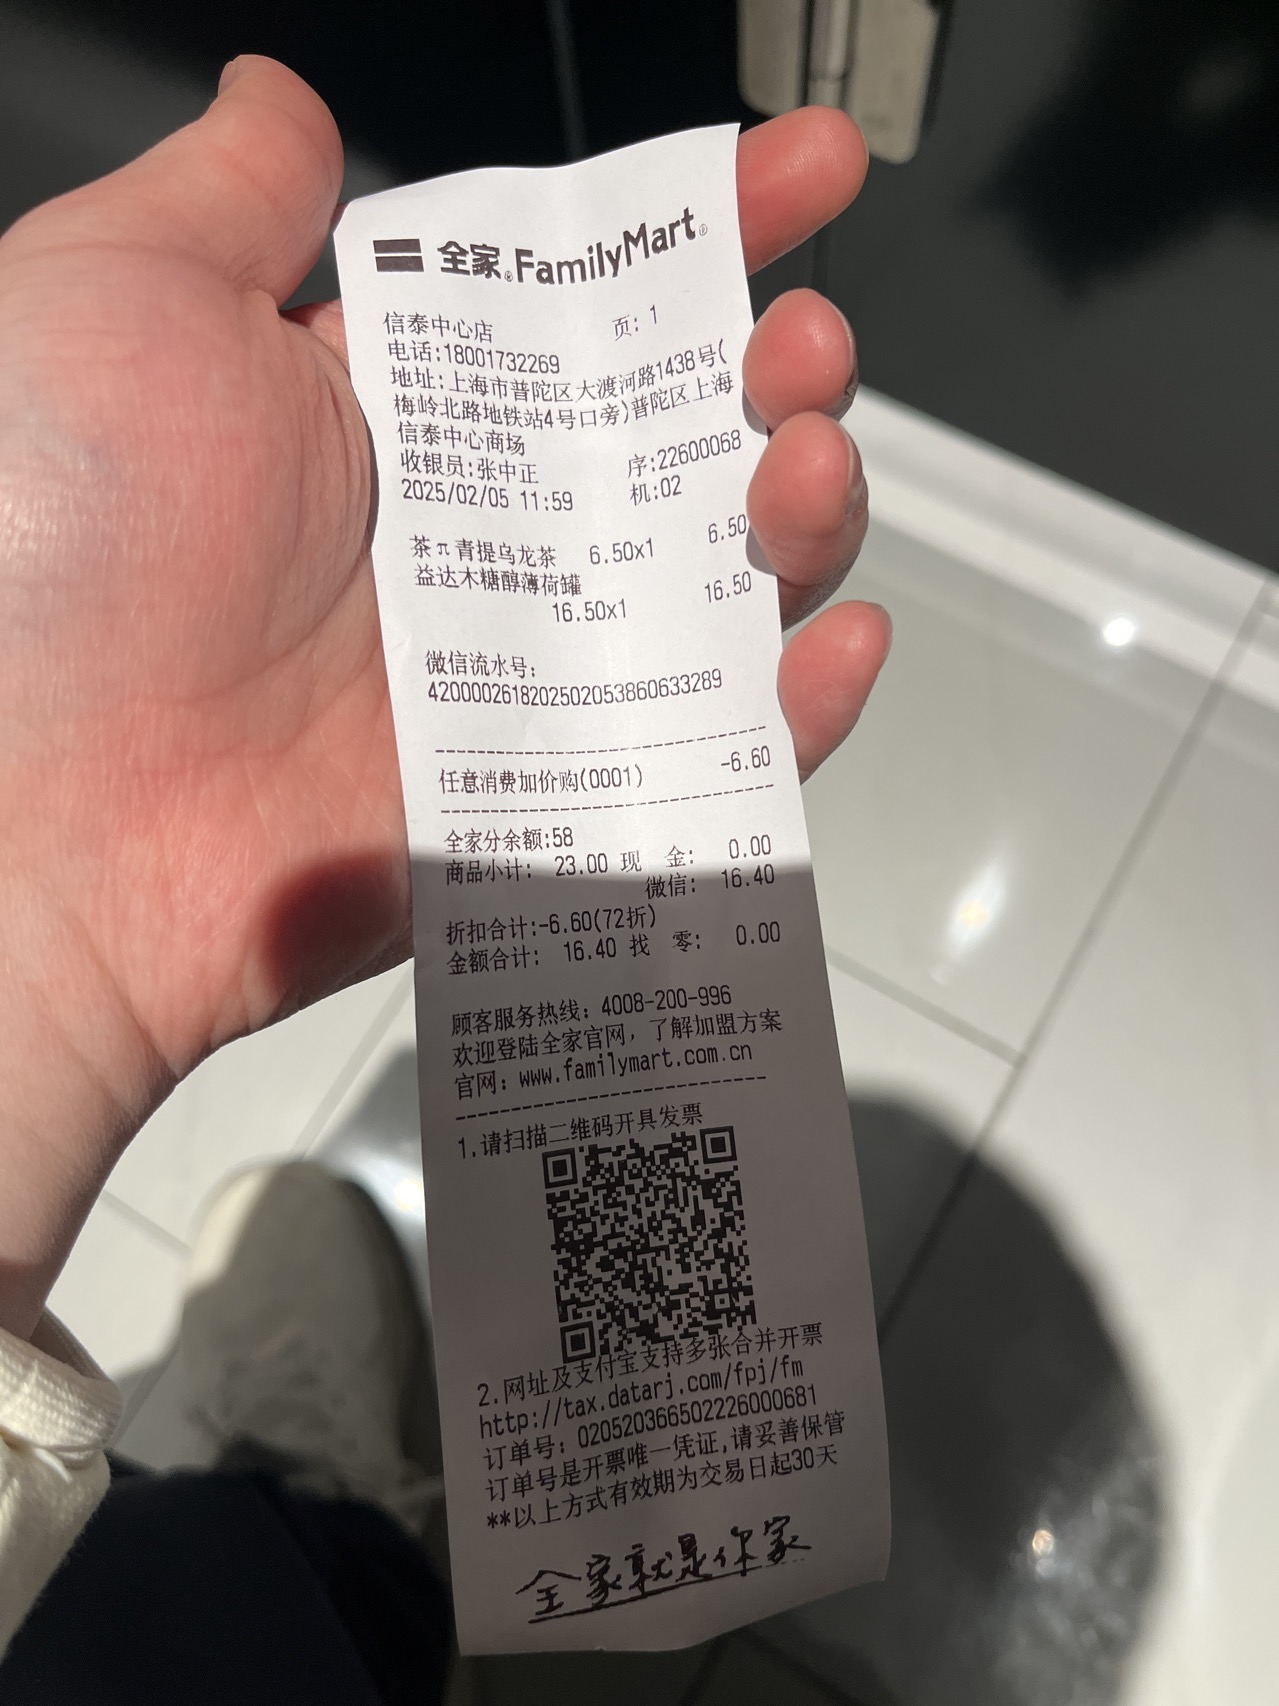 全家®FamilyMart®
信泰中心店 页: 1
电话:18001732269
地址:上海市普陀区大渡河路1438号(
梅岭北路地铁站4号口旁)普陀区上海
信泰中心商场
收银员:张中正 序:22600068
2025/02/05 11:59 机:02
茶π青提乌龙茶 6.50x1 6.50
益达木糖醇薄荷罐
16.50x1 16.50
微信流水号:
4200002618202502053860633289
任意消费加价购(0001) -6.60
全家分余额:58
商品小计: 23.00 现 金: 0.00
微信: 16.40
折扣合计:-6.60(72折)
金额合计: 16.40 找 零: 0.00
顾客服务热线: 4008-200-996
欢迎登陆全家官网，了解加盟方案
官网: www.familymart.com.cn
1.请扫描二维码开具发票
2.网址及支付宝支持多张合并开票
http://tax.datarj.com/fpj/fm
订单号: 0205203665022260000681
订单号是开票唯一凭证,请妥善保管
**以上方式有效期为交易日起30天
全家就是你家